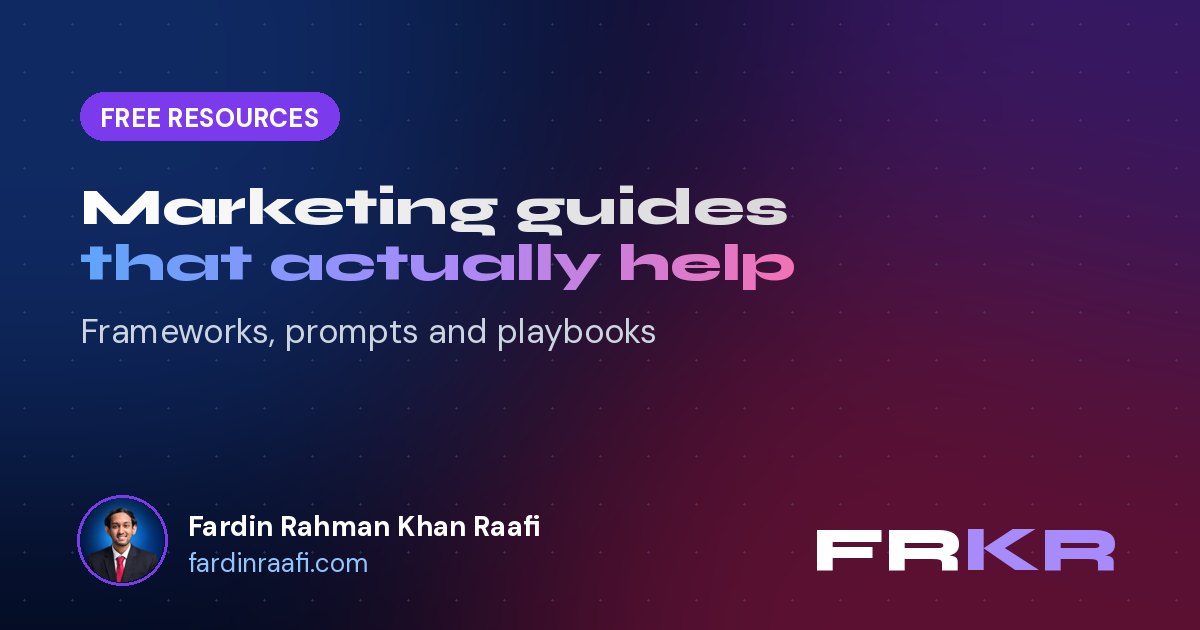 FREE RESOURCES
Marketing guides
that actually help
Frameworks, prompts and playbooks
Fardin Rahman Khan Raafi
fardinraafi.com
FRKR